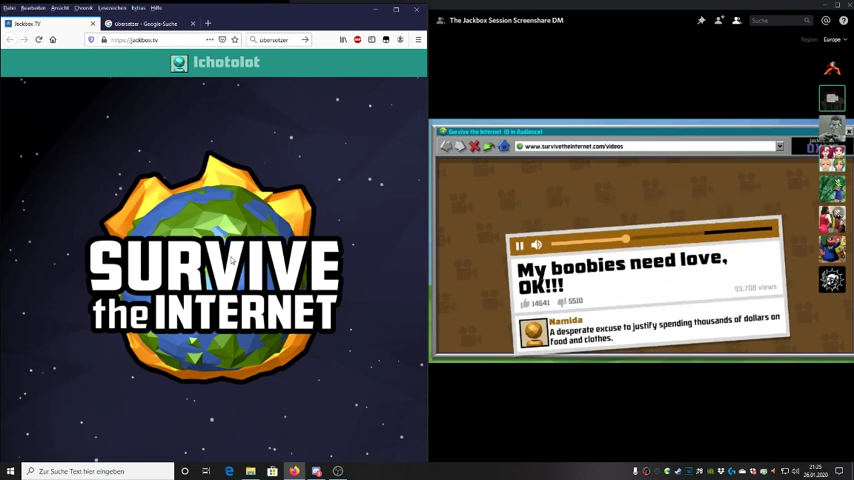 Datei Bearbeiten Ansicht Chronik Lesezeichen Extras Hilfe
Jackbox.TV
übersetzer - Google-Suche
https://jackbox.tv
übersetzer
Ichotolot
SURVIVE
the INTERNET
The Jackbox Session Screenshare DM
Suche
Region
Europe
Survive the Internet (0 in Audience)
www.survivetheinternet.com/videos
My boobies need love,
OK!!!
93,708 views
14641
5510
Namida
A desperate excuse to justify spending thousands of dollars on
food and clothes.
Zur Suche Text hier eingeben
21:25
26.01.2020